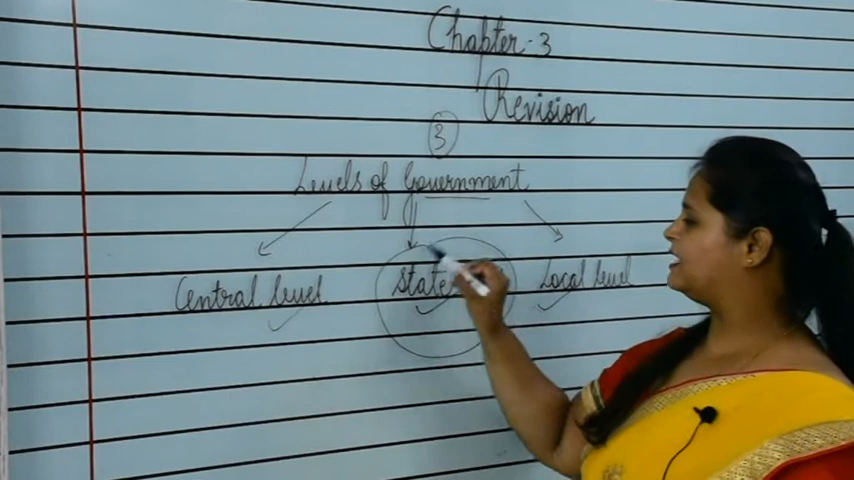 Chapter-3
Revision
3
Levels of Government
Central level State Local level